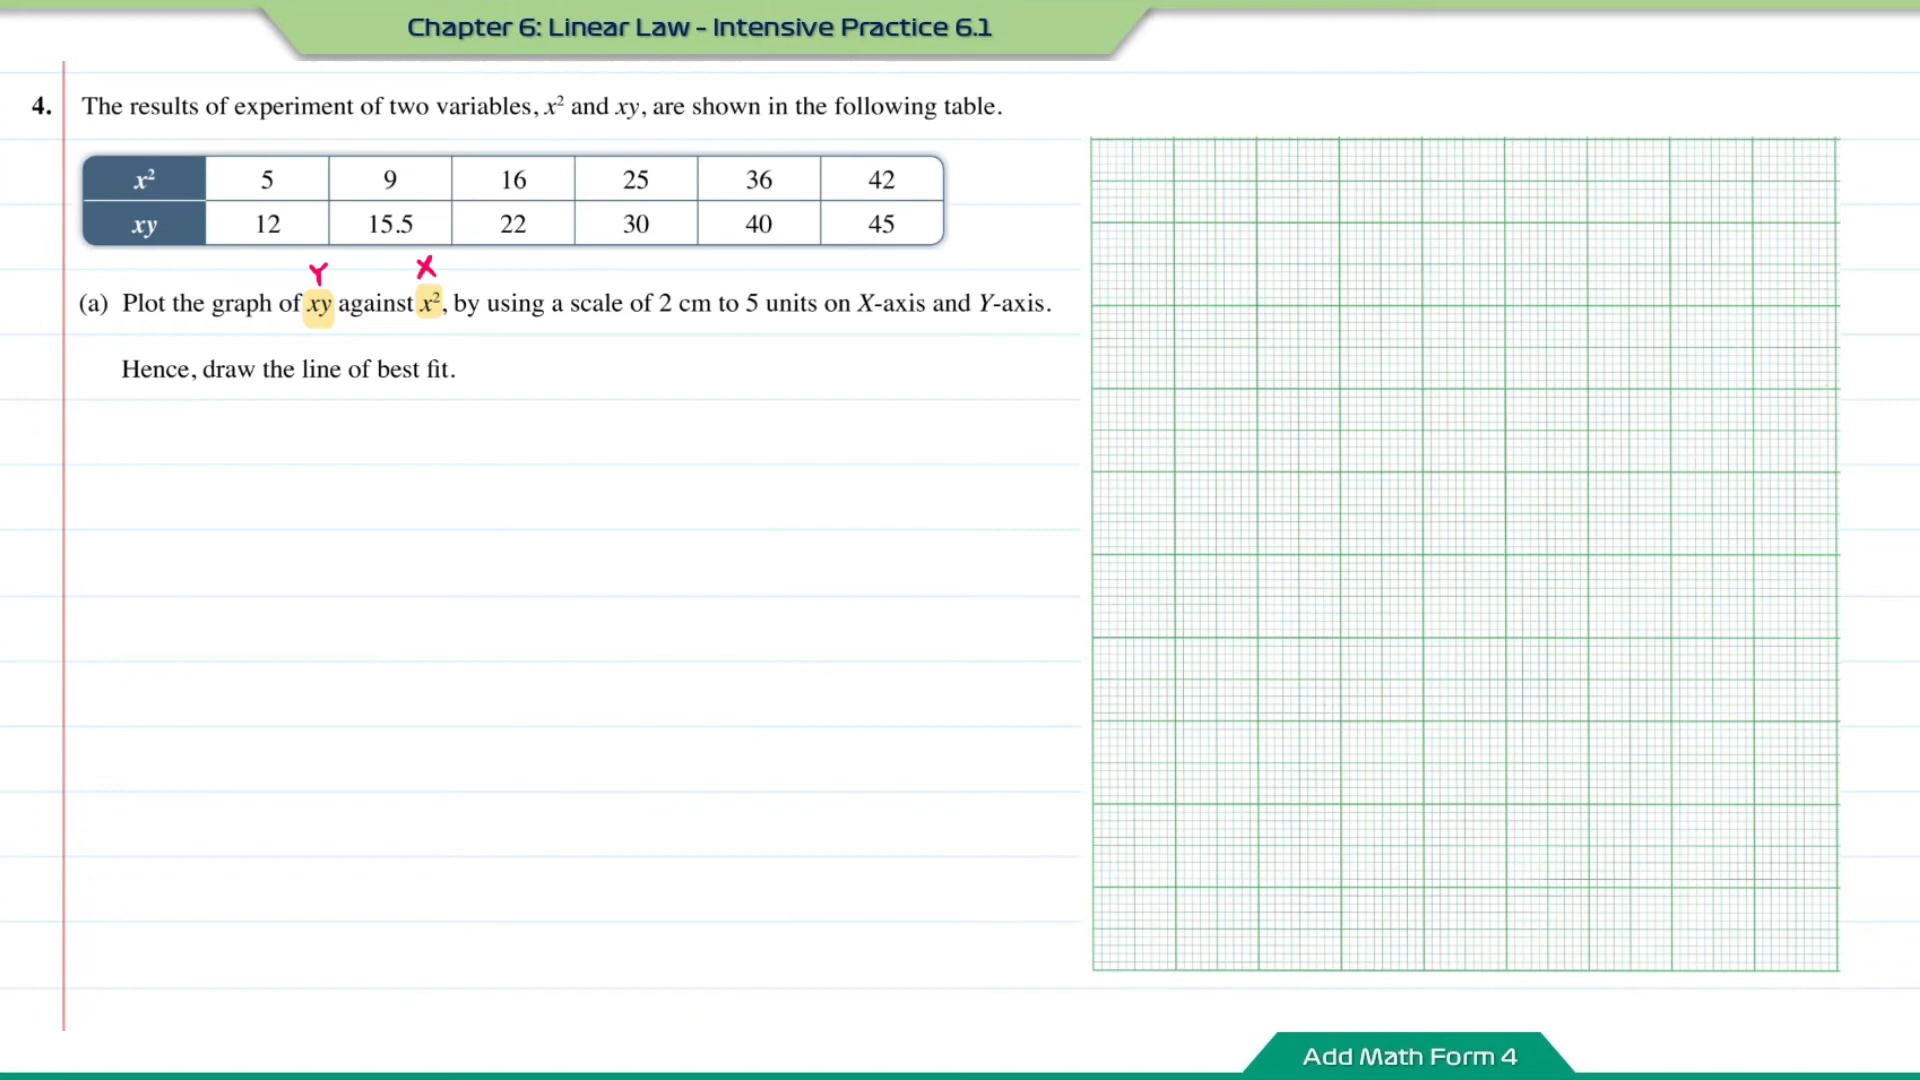 Chapter 6: Linear Law - Intensive Practice 6.1
4. The results of experiment of two variables, x² and xy, are shown in the following table.
x² 5 9 16 25 36 42
xy 12 15.5 22 30 40 45
Y X
(a) Plot the graph of xy against x², by using a scale of 2 cm to 5 units on X-axis and Y-axis.
Hence, draw the line of best fit.
Add Math Form 4